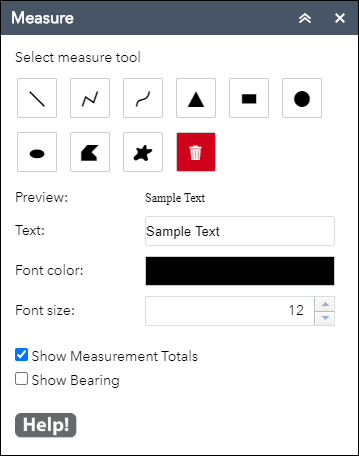 Measure
Select measure tool
Preview: Sample Text
Text: Sample Text
Font color:
Font size: 12
Show Measurement Totals
Show Bearing
Help!